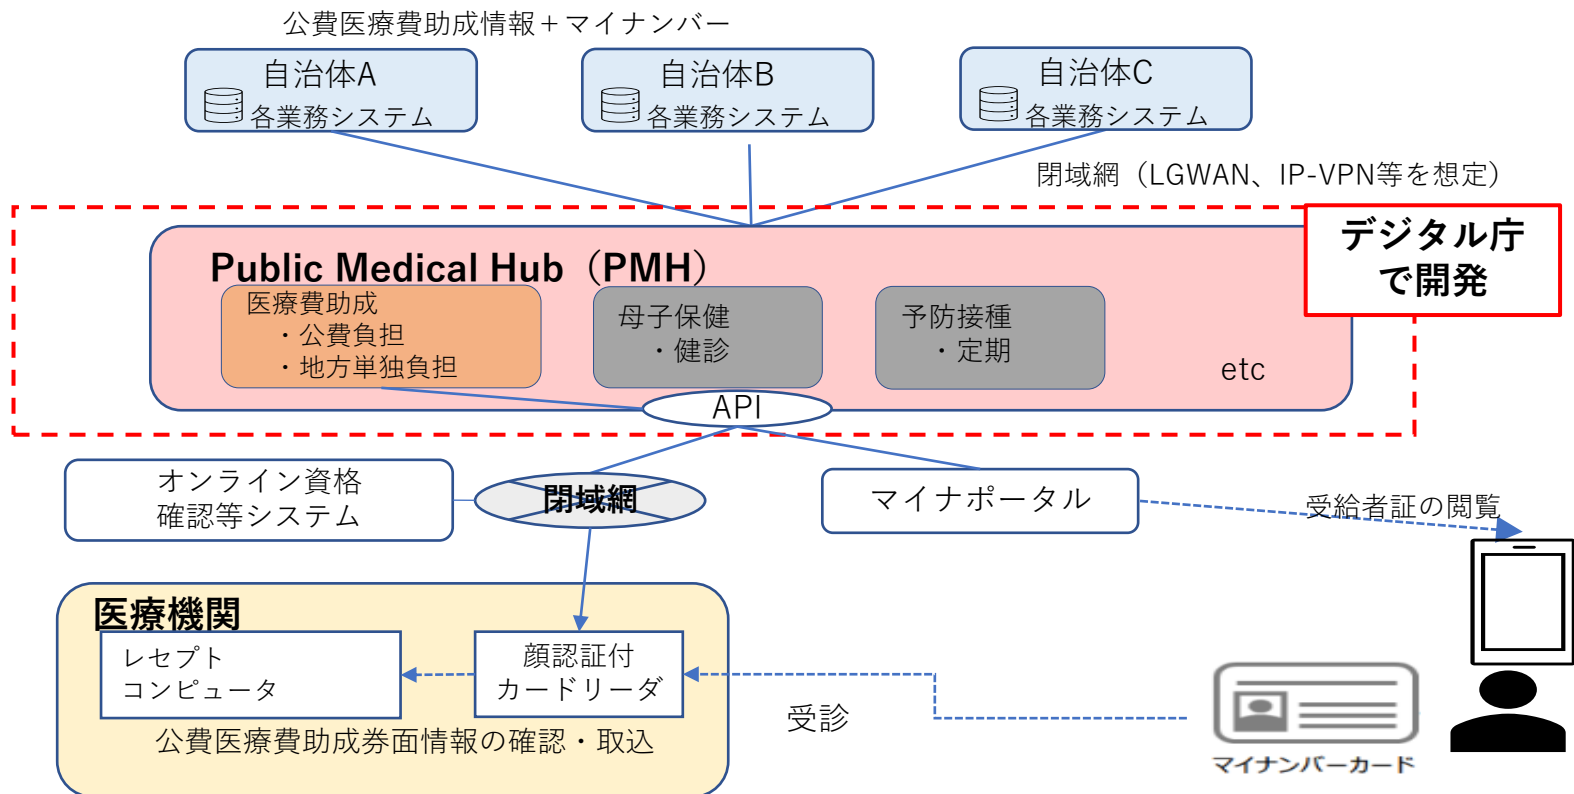 公費医療費助成情報＋マイナンバー
自治体A
各業務システム
自治体B
各業務システム
自治体C
各業務システム
閉域網（LGWAN、IP-VPN等を想定）
デジタル庁
で開発
Public Medical Hub（PMH）
医療費助成
・公費負担
・地方単独負担
母子保健
・健診
予防接種
・定期
etc
API
オンライン資格
確認等システム
閉域網
マイナポータル
受給者証の閲覧
医療機関
レセプト
コンピュータ
顔認証付
カードリーダ
公費医療費助成券面情報の確認・取込
受診
マイナンバーカード